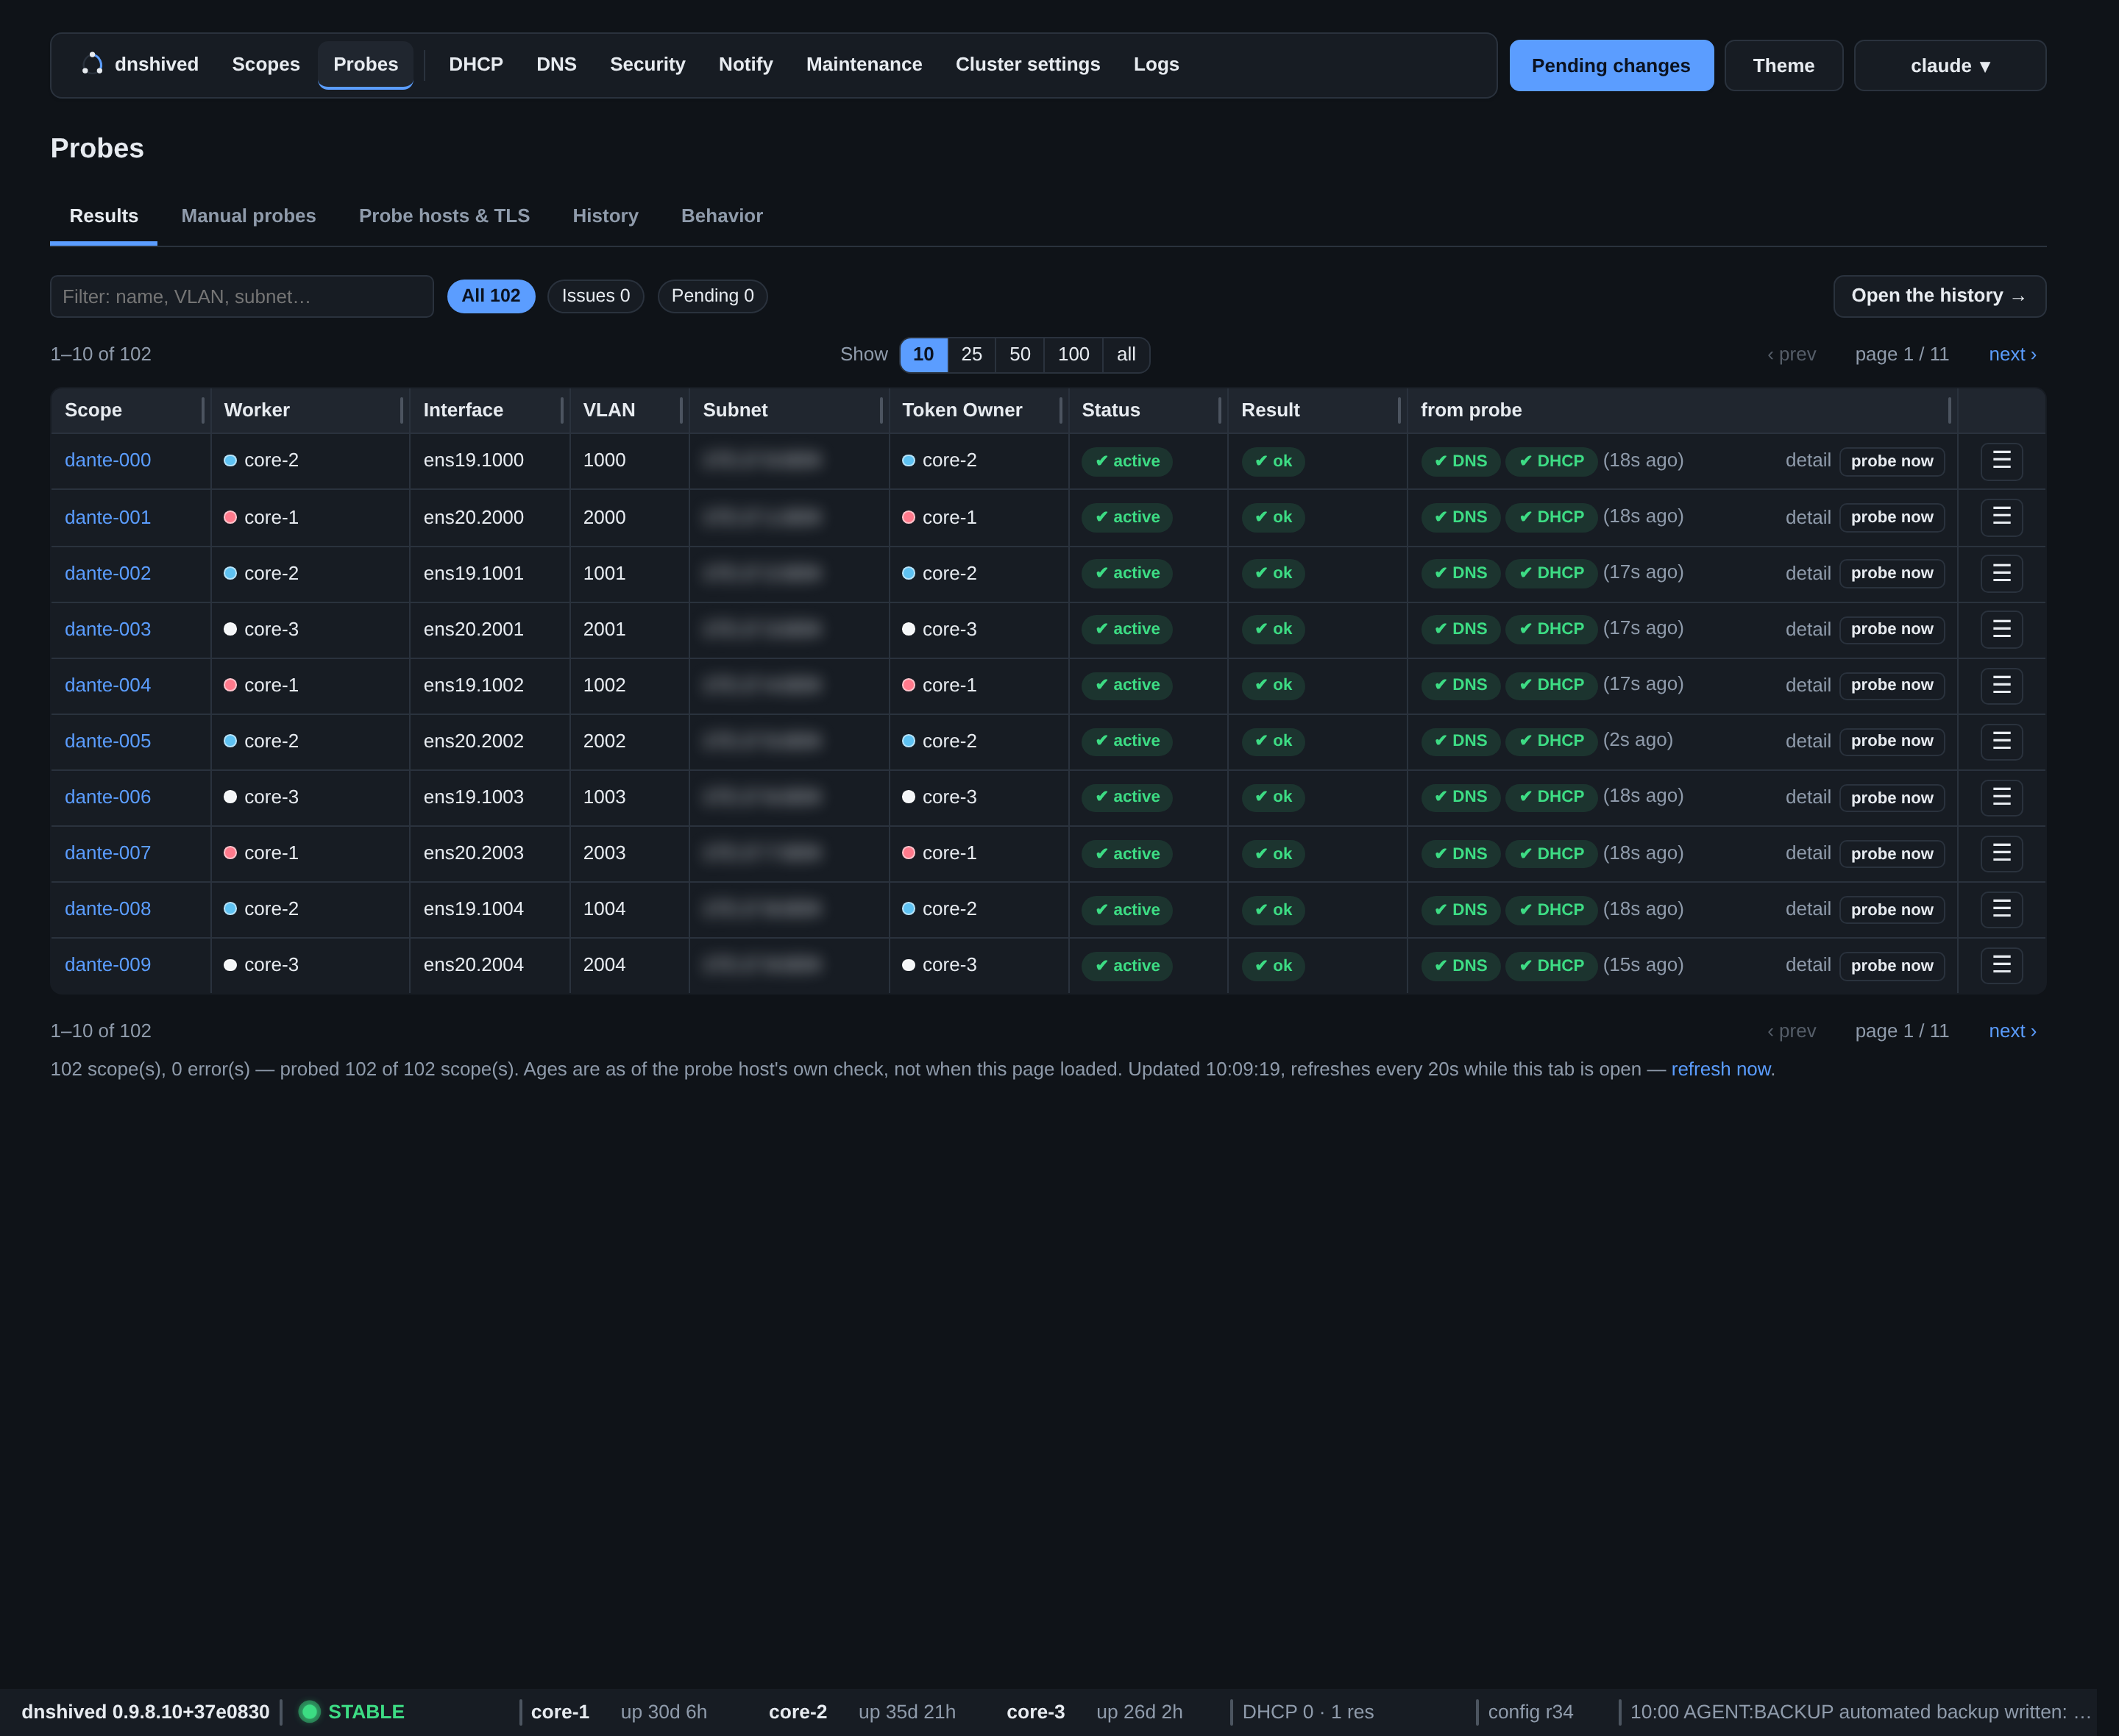 dnshived Scopes Probes DHCP DNS Security Notify Maintenance Cluster settings Logs Pending changes Theme claude ▾
Probes
Results Manual probes Probe hosts & TLS History Behavior
Filter: name, VLAN, subnet… All 102 Issues 0 Pending 0 Open the history →
1–10 of 102 Show 10 25 50 100 all ‹ prev page 1 / 11 next ›
Scope Worker Interface VLAN Subnet Token Owner Status Result from probe
dante-000 core-2 ens19.1000 1000 core-2 ✔ active ✔ ok ✔ DNS ✔ DHCP (18s ago) detail probe now ☰
dante-001 core-1 ens20.2000 2000 core-1 ✔ active ✔ ok ✔ DNS ✔ DHCP (18s ago) detail probe now ☰
dante-002 core-2 ens19.1001 1001 core-2 ✔ active ✔ ok ✔ DNS ✔ DHCP (17s ago) detail probe now ☰
dante-003 core-3 ens20.2001 2001 core-3 ✔ active ✔ ok ✔ DNS ✔ DHCP (17s ago) detail probe now ☰
dante-004 core-1 ens19.1002 1002 core-1 ✔ active ✔ ok ✔ DNS ✔ DHCP (17s ago) detail probe now ☰
dante-005 core-2 ens20.2002 2002 core-2 ✔ active ✔ ok ✔ DNS ✔ DHCP (2s ago) detail probe now ☰
dante-006 core-3 ens19.1003 1003 core-3 ✔ active ✔ ok ✔ DNS ✔ DHCP (18s ago) detail probe now ☰
dante-007 core-1 ens20.2003 2003 core-1 ✔ active ✔ ok ✔ DNS ✔ DHCP (18s ago) detail probe now ☰
dante-008 core-2 ens19.1004 1004 core-2 ✔ active ✔ ok ✔ DNS ✔ DHCP (18s ago) detail probe now ☰
dante-009 core-3 ens20.2004 2004 core-3 ✔ active ✔ ok ✔ DNS ✔ DHCP (15s ago) detail probe now ☰
1–10 of 102 ‹ prev page 1 / 11 next ›
102 scope(s), 0 error(s) — probed 102 of 102 scope(s). Ages are as of the probe host's own check, not when this page loaded. Updated 10:09:19, refreshes every 20s while this tab is open — refresh now.
dnshived 0.9.8.10+37e0830 STABLE core-1 up 30d 6h core-2 up 35d 21h core-3 up 26d 2h DHCP 0 · 1 res config r34 10:00 AGENT:BACKUP automated backup written: …